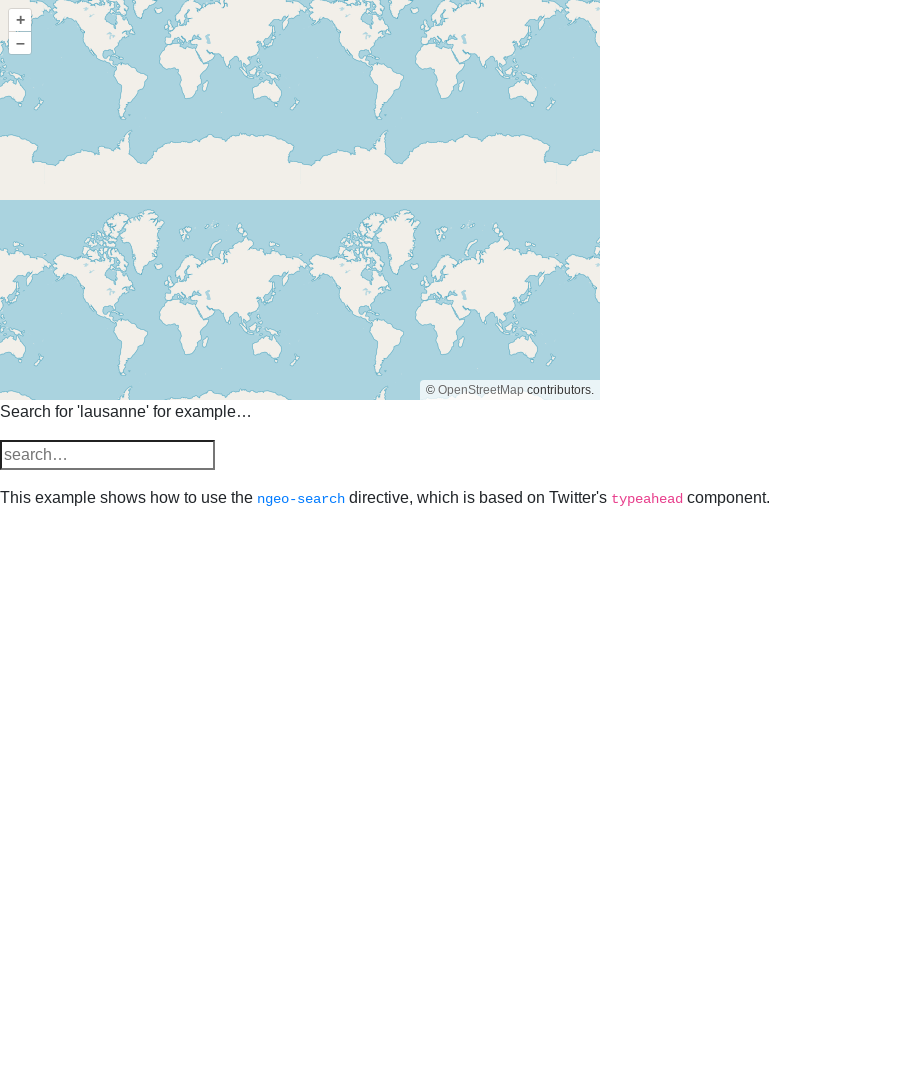 +
−
© OpenStreetMap contributors.
Search for 'lausanne' for example…
search…
This example shows how to use the ngeo-search directive, which is based on Twitter's typeahead component.